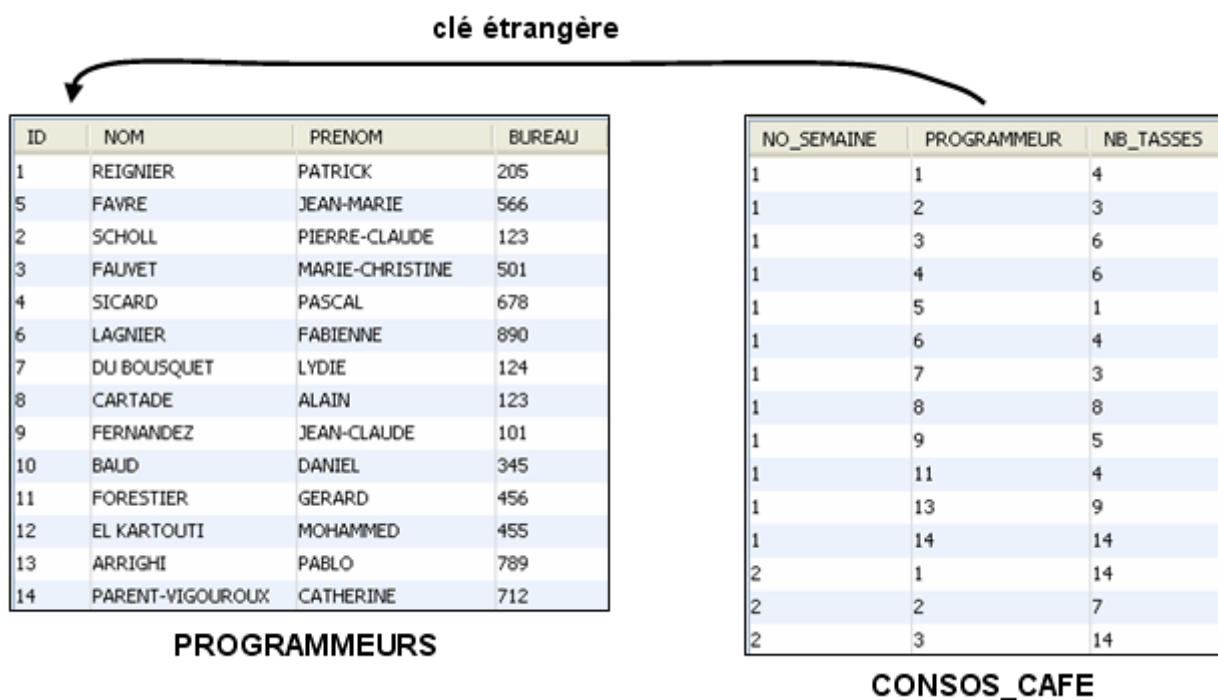 clé étrangère
ID NOM PRENOM BUREAU
1 REIGNIER PATRICK 205
5 FAVRE JEAN-MARIE 566
2 SCHOLL PIERRE-CLAUDE 123
3 FAUVET MARIE-CHRISTINE 501
4 SICARD PASCAL 678
6 LAGNIER FABIENNE 890
7 DU BOUSQUET LYDIE 124
8 CARTADE ALAIN 123
9 FERNANDEZ JEAN-CLAUDE 101
10 BAUD DANIEL 345
11 FORESTIER GERARD 456
12 EL KARTOUTI MOHAMMED 455
13 ARRIGHI PABLO 789
14 PARENT-VIGOUROUX CATHERINE 712
PROGRAMMEURS
NO_SEMAINE PROGRAMMEUR NB_TASSES
1 1 4
1 2 3
1 3 6
1 4 6
1 5 1
1 6 4
1 7 3
1 8 8
1 9 5
1 11 4
1 13 9
1 14 14
2 1 14
2 2 7
2 3 14
CONSOS_CAFE